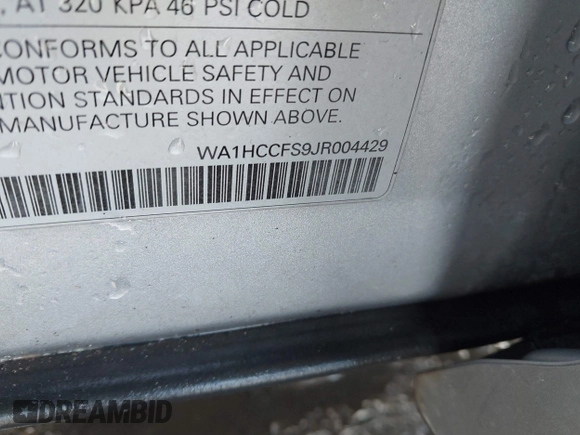 , AT 320 KPA 46 PSI COLD
CONFORMS TO ALL APPLICABLE
MOTOR VEHICLE SAFETY AND
NTION STANDARDS IN EFFECT ON
MANUFACTURE SHOWN ABOVE.
WA1HCCFS9JR004429
DREAMBID